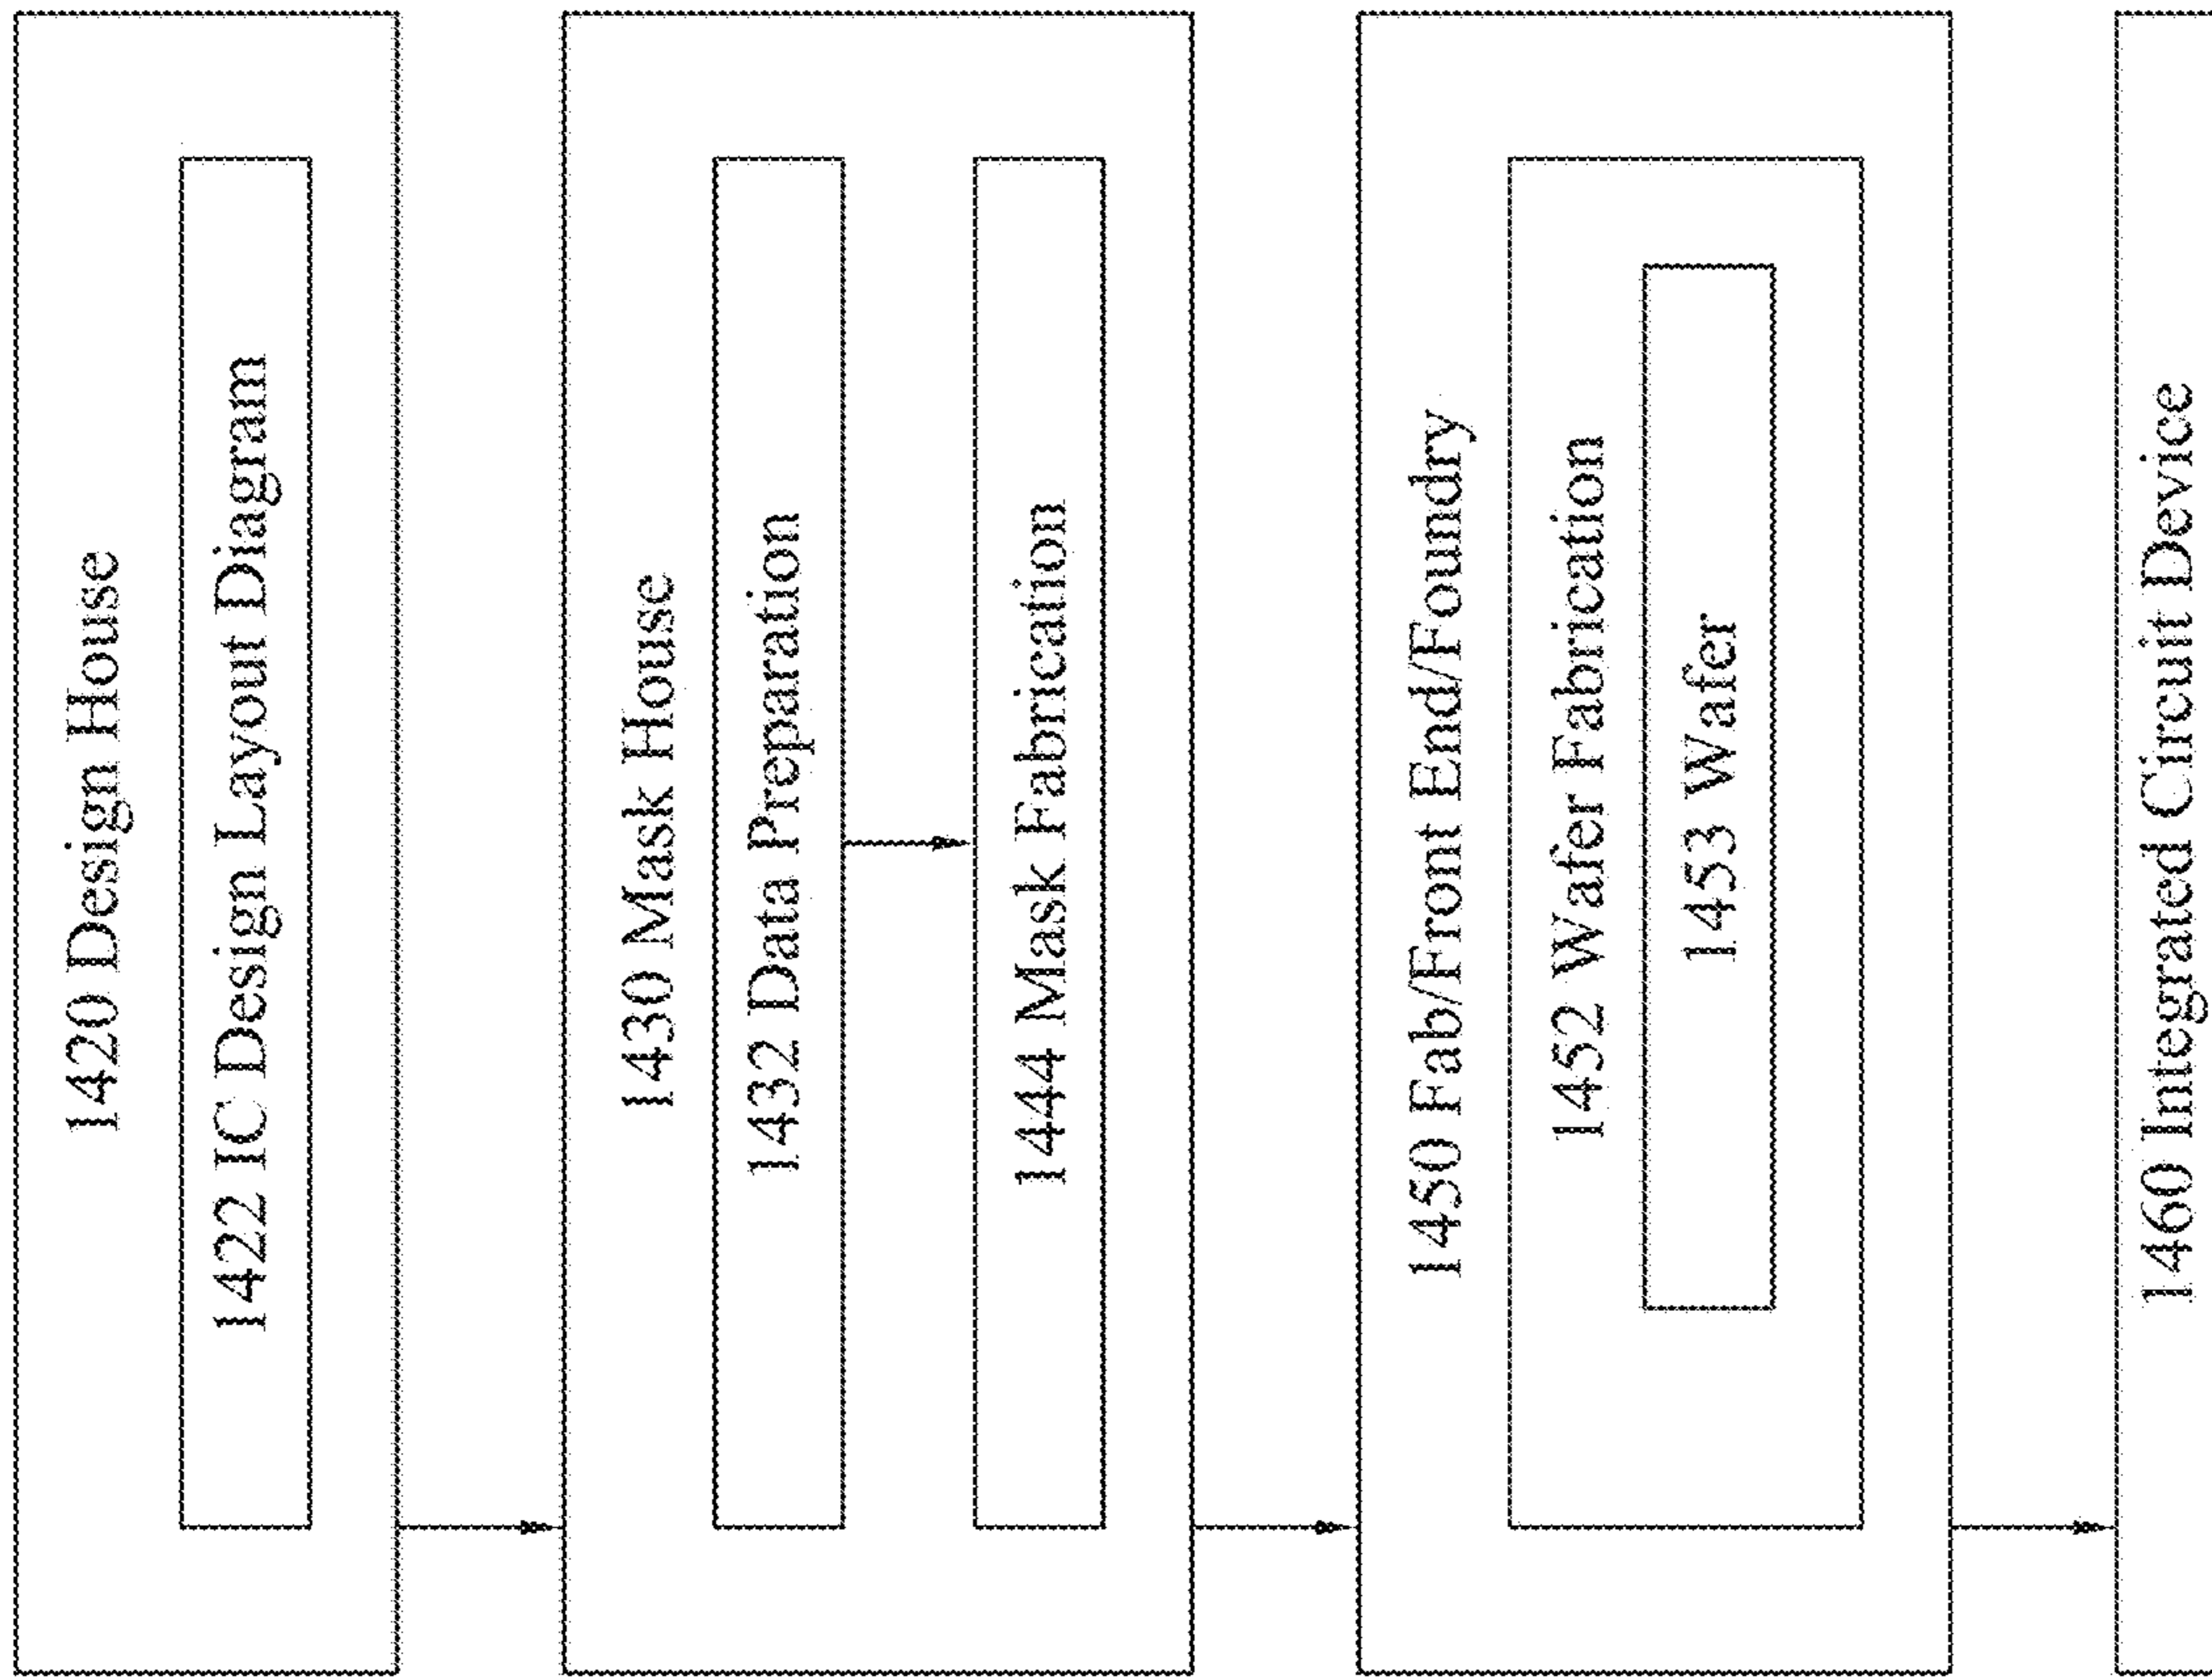 1420 Design House
1422 IC Design Layout Diagram
1430 Mask House
1432 Data Preparation
1444 Mask Fabrication
1450 Fab/Front End/Foundry
1452 Wafer Fabrication
1453 Wafer
1460 Integrated Circuit Device